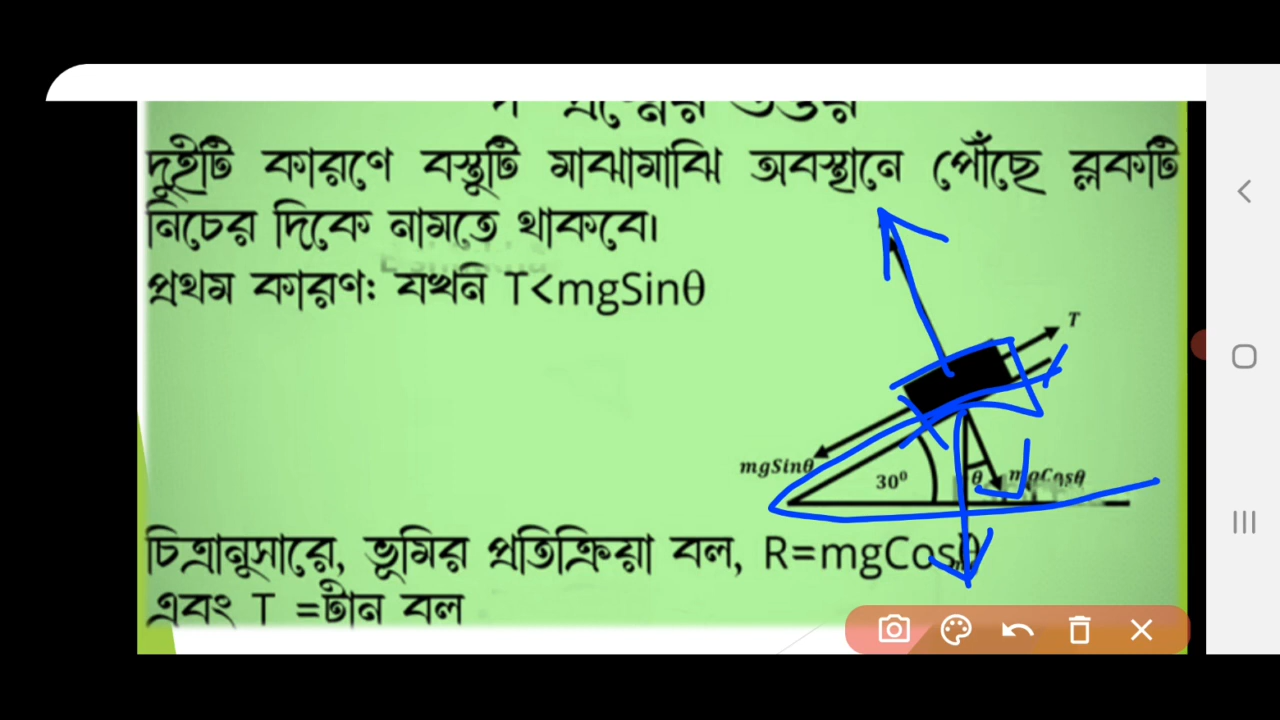 দুইটি কারণে বস্তুটি মাঝামাঝি অবস্থানে পৌঁছে ব্লকটি
নিচের দিকে নামতে থাকবে।
প্রথম কারণঃ যখনি T<mgSinθ
T
mgSinθ
30⁰
θ
mgCosθ
চিত্রানুসারে, ভূমির প্রতিক্রিয়া বল, R=mgCosθ
এবং T =টান বল